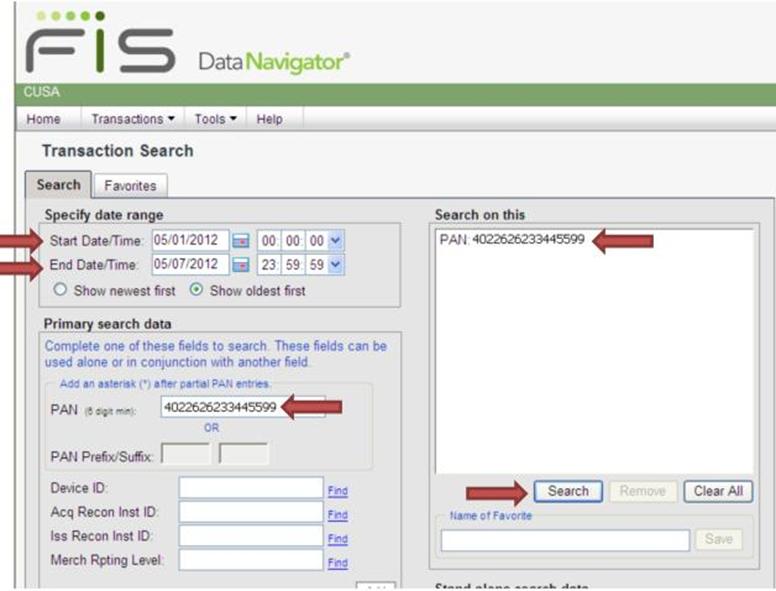 FIS DataNavigator®
CUSA
Home Transactions Tools Help
Transaction Search
Search Favorites
Specify date range
Start Date/Time: 05/01/2012 00: 00: 00
End Date/Time: 05/07/2012 23: 59: 59
Show newest first Show oldest first
Primary search data
Complete one of these fields to search. These fields can be
used alone or in conjunction with another field.
Add an asterisk (*) after partial PAN entries.
PAN (6 digit min): 4022626233445599
OR
PAN Prefix/Suffix:
Device ID: Find
Acq Recon Inst ID: Find
Iss Recon Inst ID: Find
Merch Rpting Level: Find
Search on this
PAN: 4022626233445599
Search Remove Clear All
Name of Favorite
Save
Stand alone search data